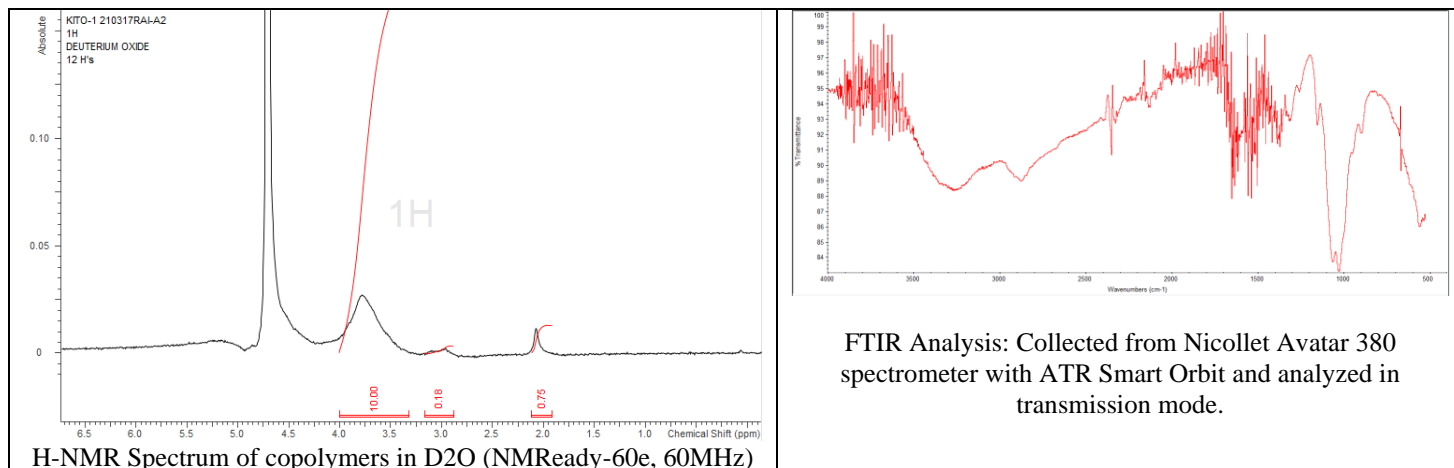 KITO-1 210317RAI-A2
1H
DEUTERIUM OXIDE
12 H's
Absolute
0.10
0.05
0
1H
10.00
0.18
0.75
6.5 6.0 5.5 5.0 4.5 4.0 3.5 3.0 2.5 2.0 1.5 1.0 Chemical Shift (ppm)
H-NMR Spectrum of copolymers in D2O (NMReady-60e, 60MHz)
100
99
98
97
96
95
94
93
92
91
90
89
88
87
86
85
84
% Transmittance
4000 3500 3000 2500 2000 1500 1000 500
Wavenumbers (cm-1)
FTIR Analysis: Collected from Nicollet Avatar 380
spectrometer with ATR Smart Orbit and analyzed in
transmission mode.